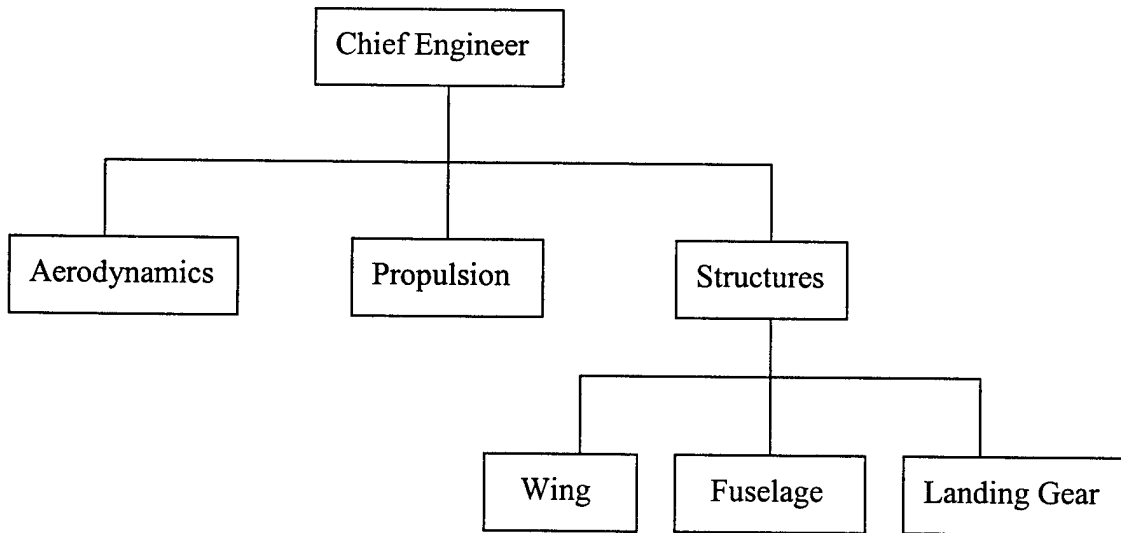 Chief Engineer
Aerodynamics
Propulsion
Structures
Wing
Fuselage
Landing Gear